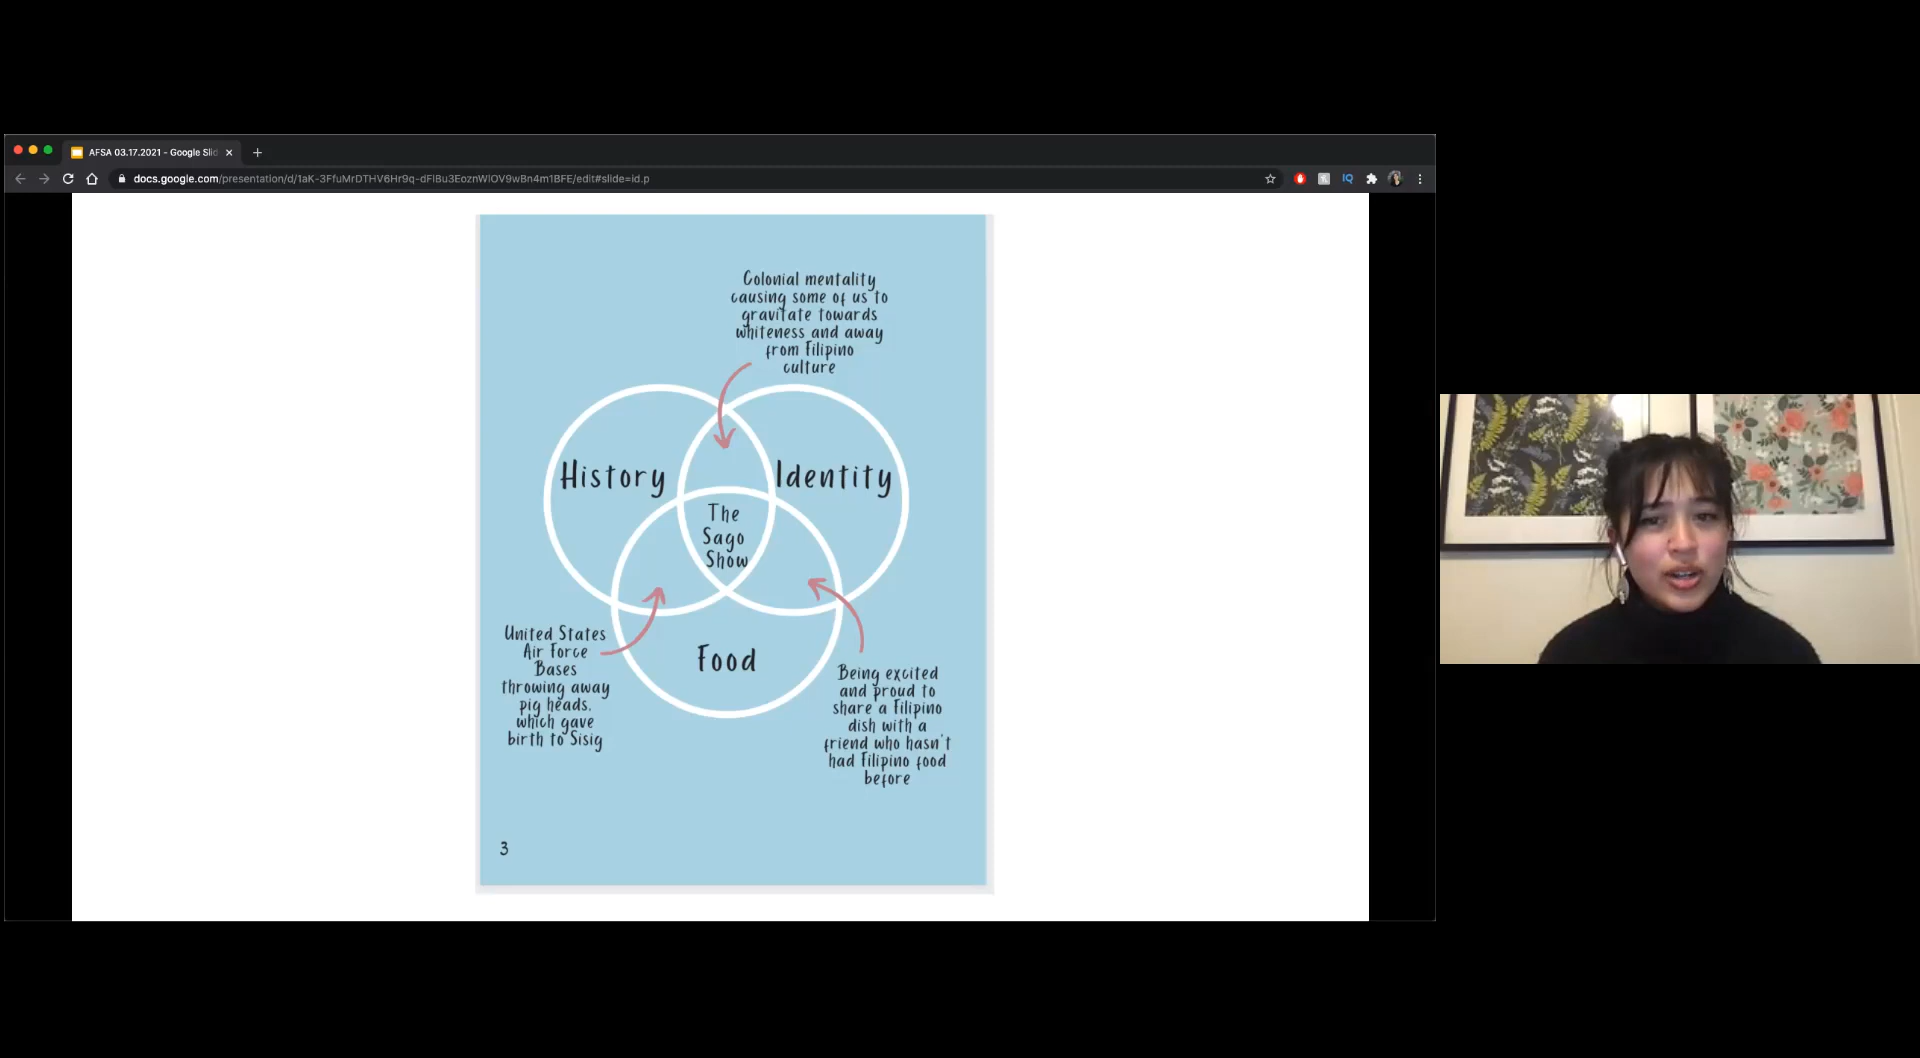 AFSA 03.17.2021 - Google Slid
docs.google.com/presentation/d/1aK-3FfuMrDTHV6Hr9q-dFIBu3EoznWIOV9wBn4m1BFE/edit#slide=id.p
IQ
Colonial mentality
causing some of us to
gravitate towards
whiteness and away
from Filipino
culture
History
Identity
The
Sago
Show
United States
Air Force
Bases
throwing away
pig heads,
which gave
birth to Sisig
Food
Being excited
and proud to
share a Filipino
dish with a
friend who hasn't
had Filipino food
before
3